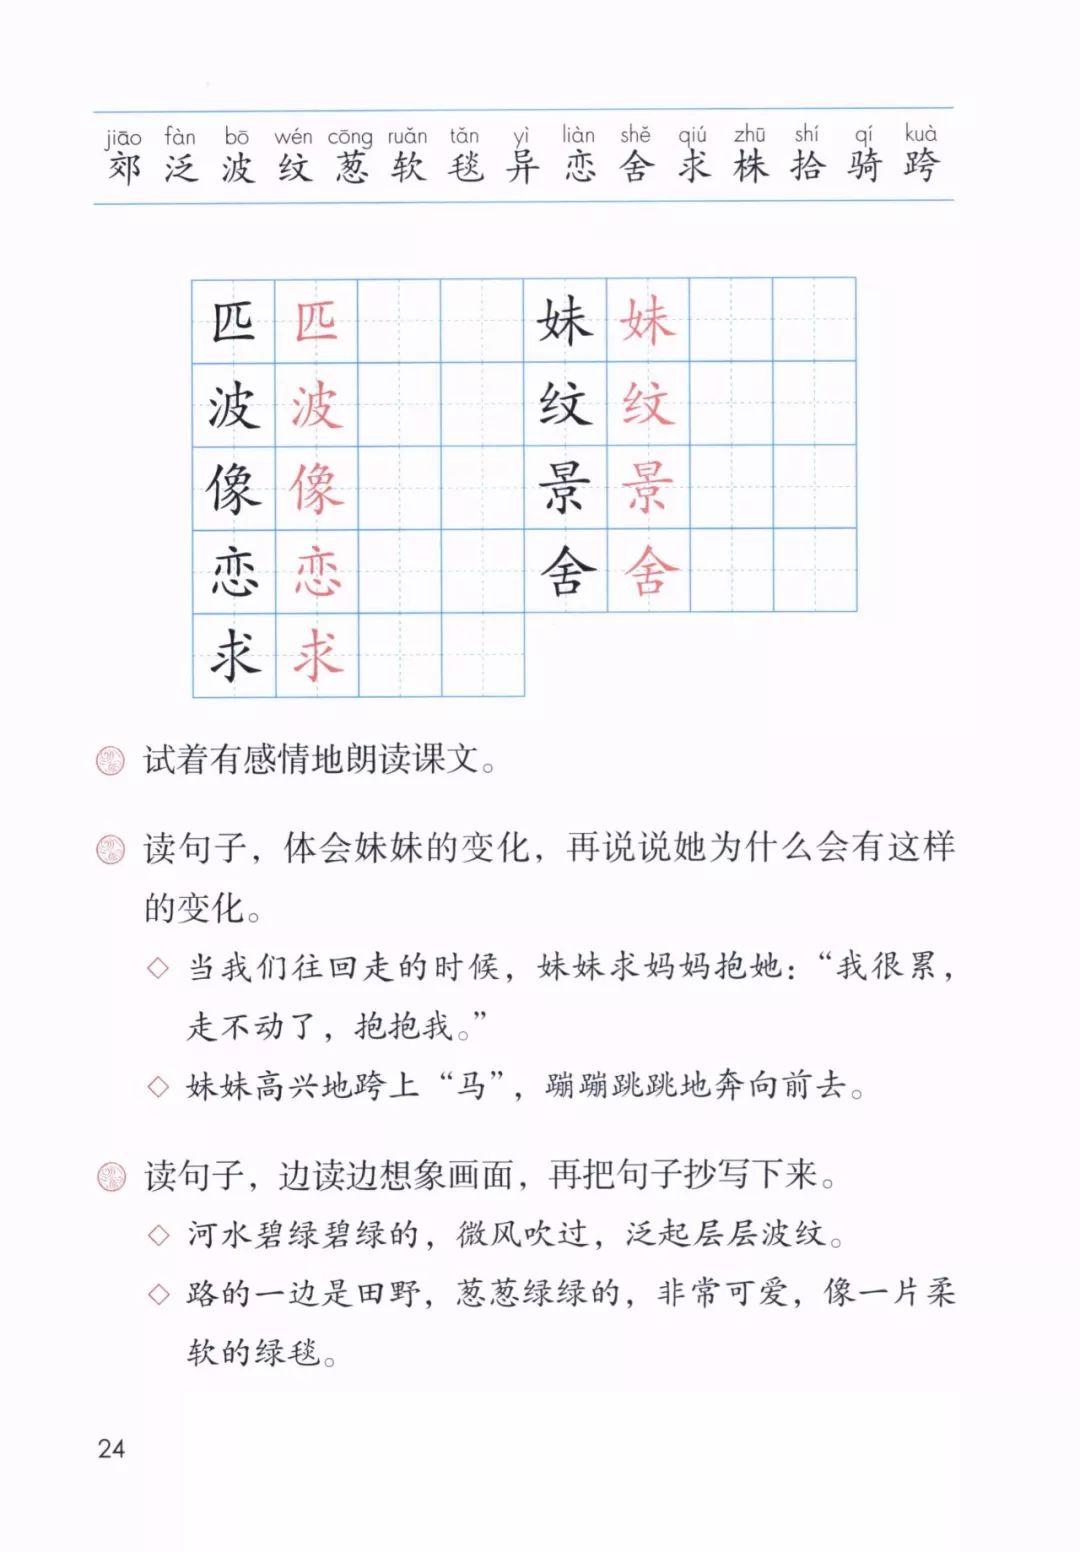 jiāo fàn bō wén cōng ruǎn tǎn yì liàn shě qiú zhū shí qí kuà
郊 泛 波 纹 葱 软 毯 异 恋 舍 求 株 拾 骑 跨
匹 匹 妹 妹
波 波 纹 纹
像 像 景 景
恋 恋 舍 舍
求 求
试着有感情地朗读课文。
读句子，体会妹妹的变化，再说说她为什么会有这样
的变化。
◇ 当我们往回走的时候，妹妹求妈妈抱她：“我很累，
走不动了，抱抱我。”
◇ 妹妹高兴地跨上“马”，蹦蹦跳跳地奔向前去。
读句子，边读边想象画面，再把句子抄写下来。
◇ 河水碧绿碧绿的，微风吹过，泛起层层波纹。
◇ 路的一边是田野，葱葱绿绿的，非常可爱，像一片柔
软的绿毯。
24